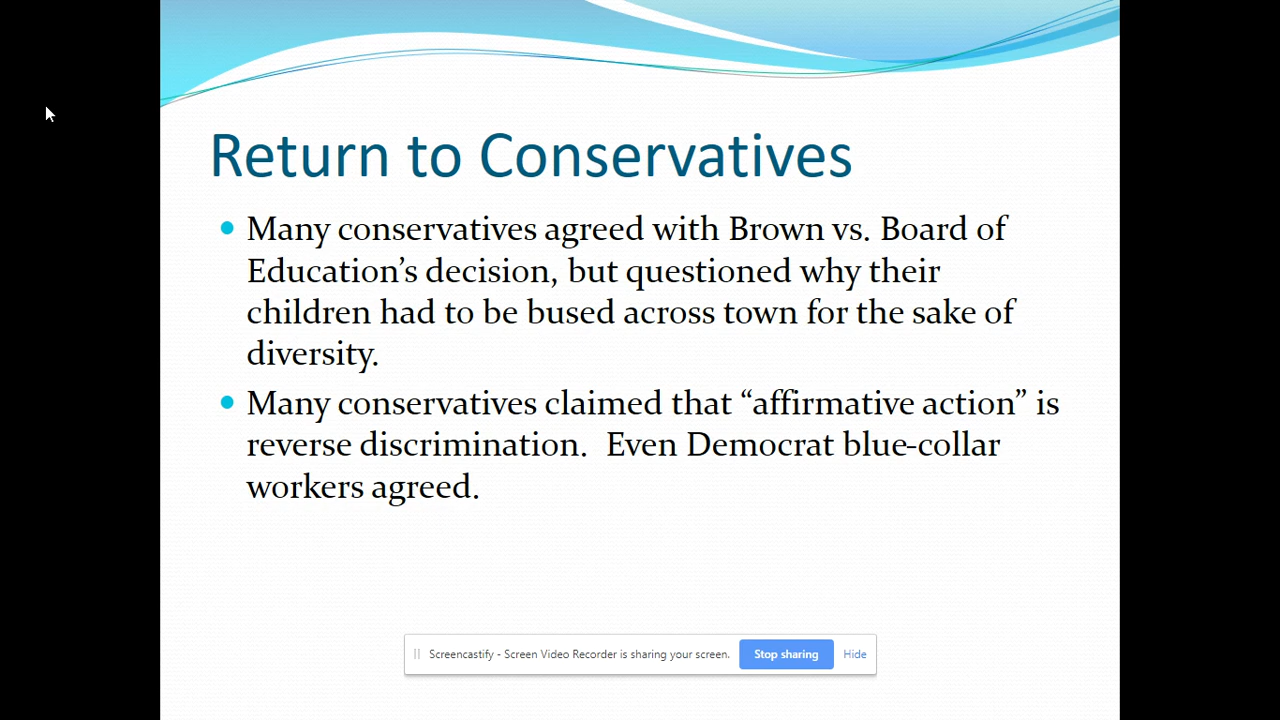 Return to Conservatives
Many conservatives agreed with Brown vs. Board of
Education’s decision, but questioned why their
children had to be bused across town for the sake of
diversity.
Many conservatives claimed that “affirmative action” is
reverse discrimination.  Even Democrat blue-collar
workers agreed.
Screencastify - Screen Video Recorder is sharing your screen. Stop sharing Hide